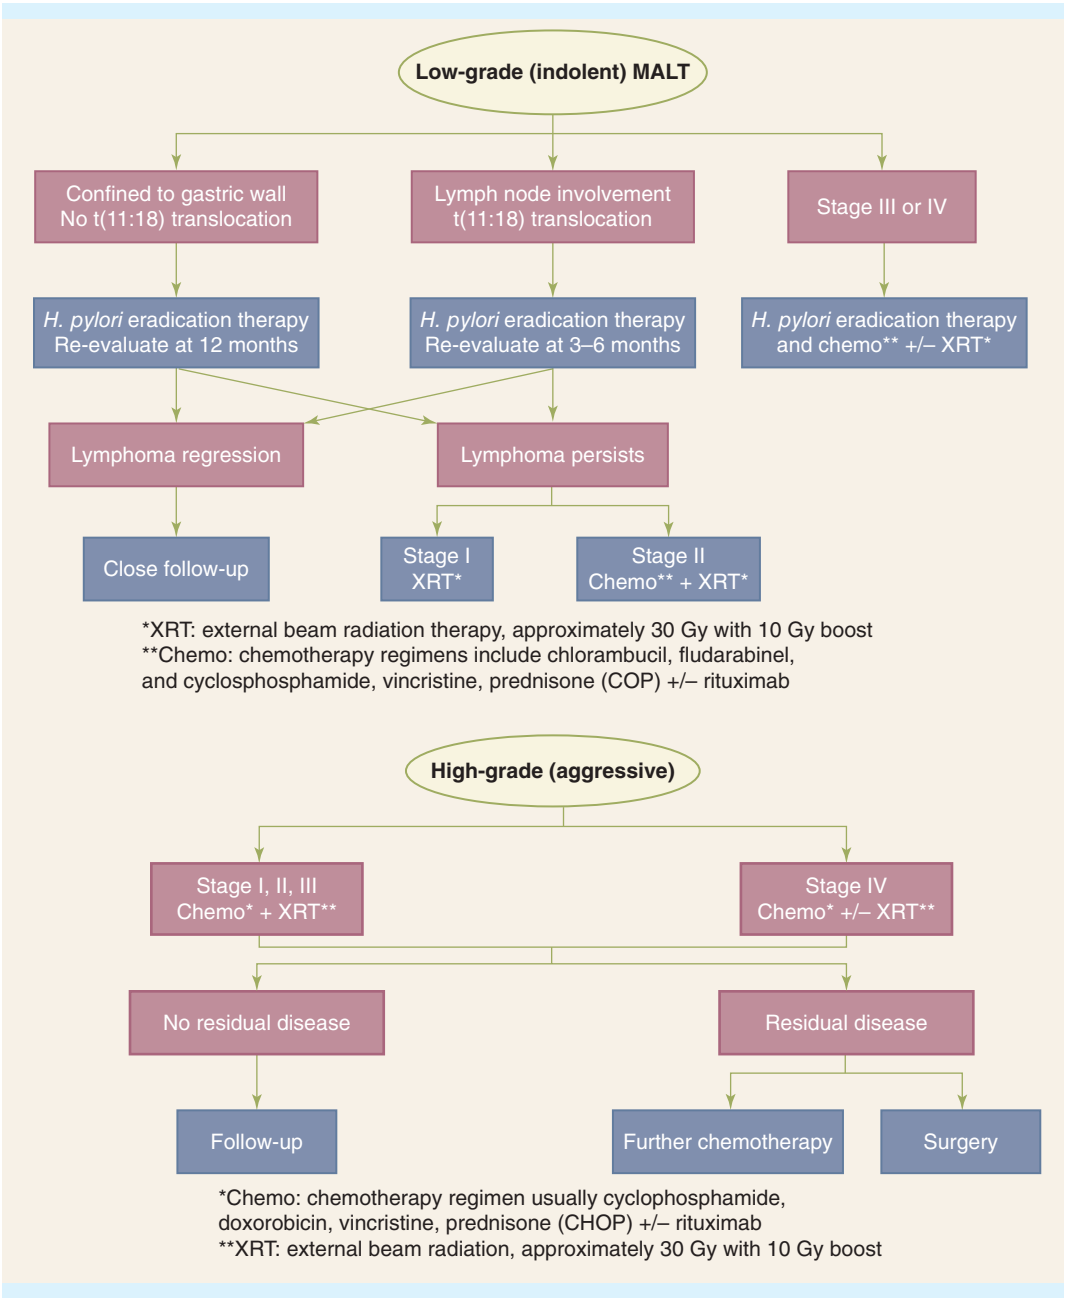 Low-grade (indolent) MALT
Confined to gastric wall
No t(11:18) translocation
Lymph node involvement
t(11:18) translocation
Stage III or IV
H. pylori eradication therapy
Re-evaluate at 12 months
H. pylori eradication therapy
Re-evaluate at 3–6 months
H. pylori eradication therapy
and chemo** +/– XRT*
Lymphoma regression
Lymphoma persists
Close follow-up
Stage I
XRT*
Stage II
Chemo** + XRT*
*XRT: external beam radiation therapy, approximately 30 Gy with 10 Gy boost
**Chemo: chemotherapy regimens include chlorambucil, fludarabinel,
and cyclosphosphamide, vincristine, prednisone (COP) +/– rituximab
High-grade (aggressive)
Stage I, II, III
Chemo* + XRT**
Stage IV
Chemo* +/– XRT**
No residual disease
Residual disease
Follow-up
Further chemotherapy
Surgery
*Chemo: chemotherapy regimen usually cyclophosphamide,
doxorobicin, vincristine, prednisone (CHOP) +/– rituximab
**XRT: external beam radiation, approximately 30 Gy with 10 Gy boost